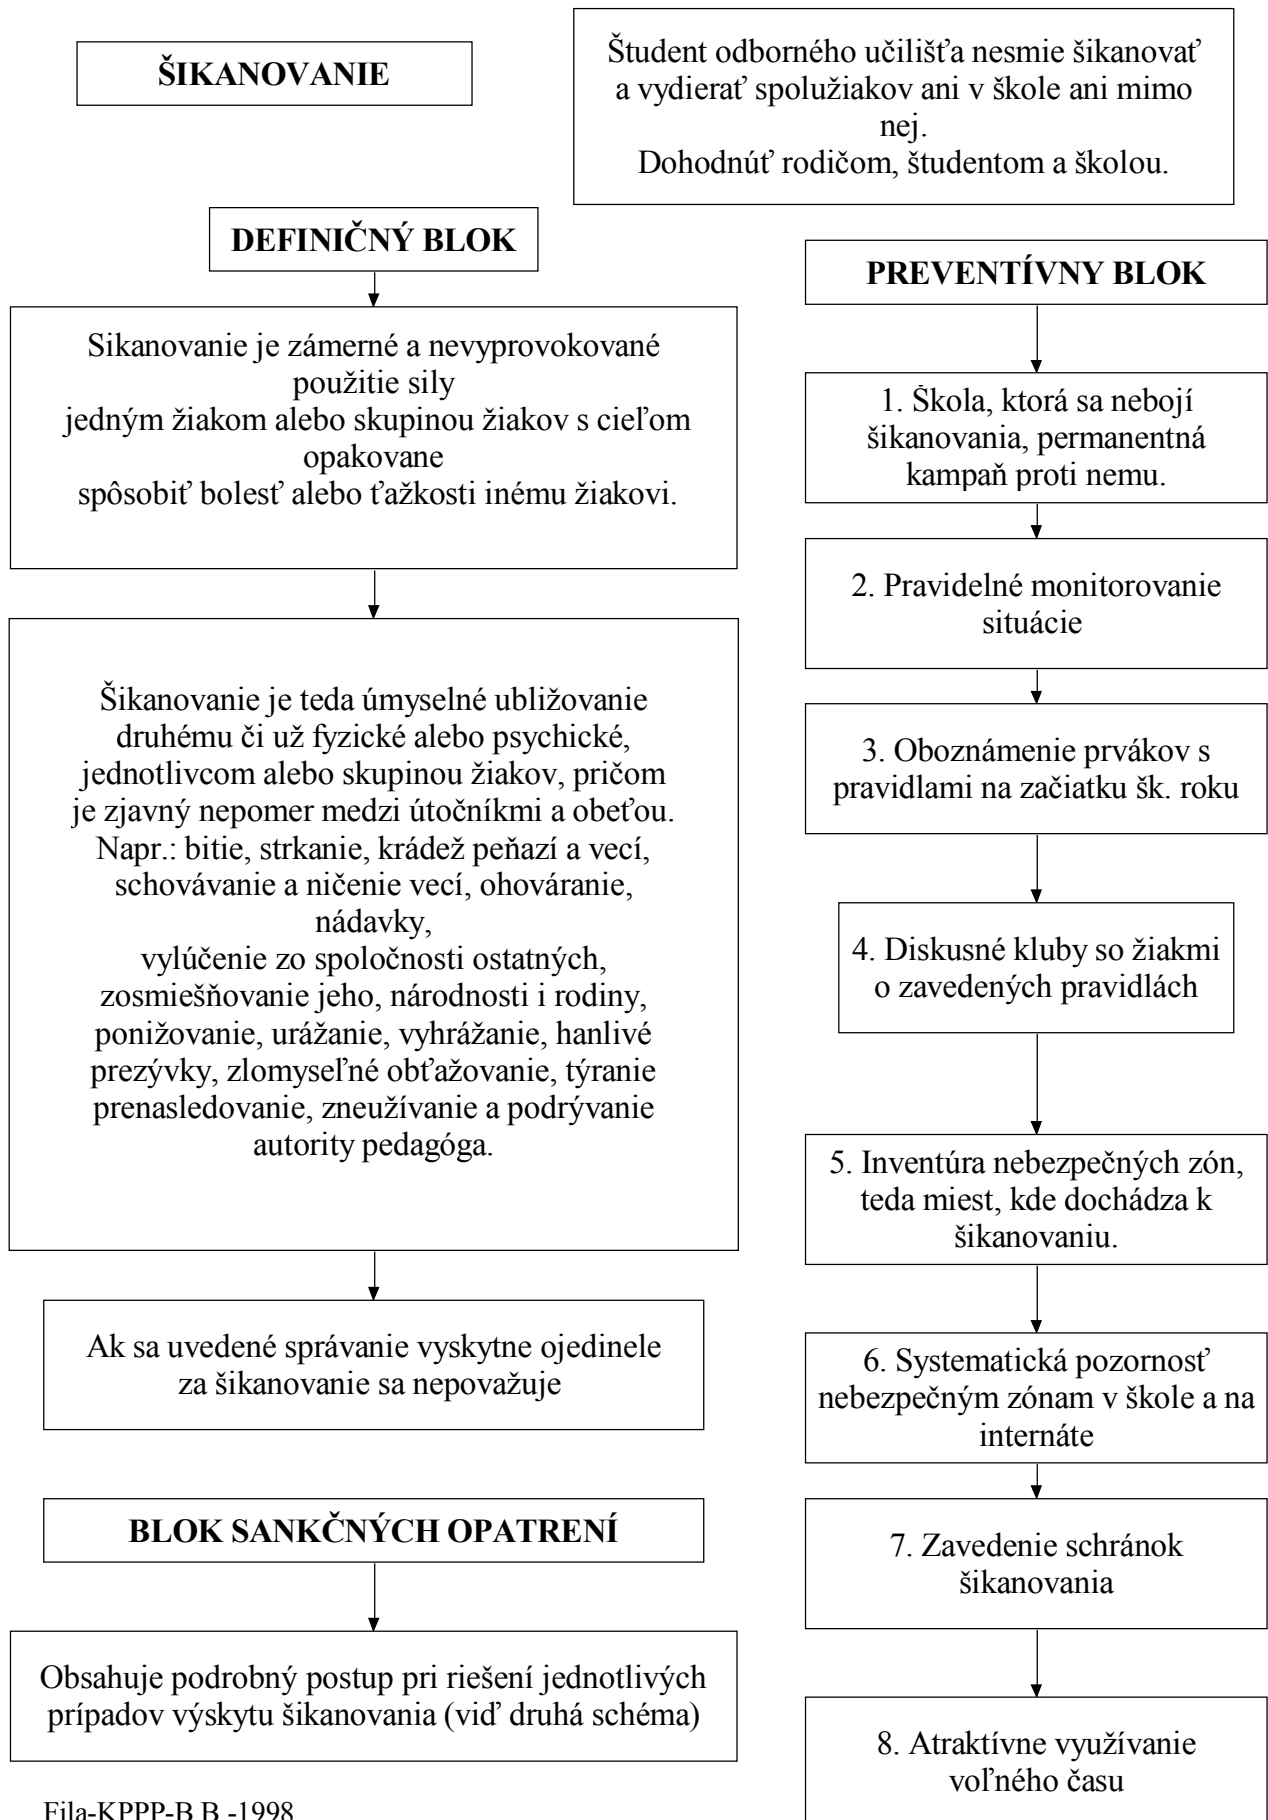 ŠIKANOVANIE
Študent odborného učilišťa nesmie šikanovať
a vydierať spolužiakov ani v škole ani mimo
nej.
Dohodnúť rodičom, študentom a školou.
DEFINIČNÝ BLOK
Sikanovanie je zámerné a nevyprovokované
použitie sily
jedným žiakom alebo skupinou žiakov s cieľom
opakovane
spôsobiť bolesť alebo ťažkosti inému žiakovi.
Šikanovanie je teda úmyselné ubližovanie
druhému či už fyzické alebo psychické,
jednotlivcom alebo skupinou žiakov, pričom
je zjavný nepomer medzi útočníkmi a obeťou.
Napr.: bitie, strkanie, krádež peňazí a vecí,
schovávanie a ničenie vecí, ohováranie,
nádavky,
vylúčenie zo spoločnosti ostatných,
zosmiešňovanie jeho, národnosti i rodiny,
ponižovanie, urážanie, vyhrážanie, hanlivé
prezývky, zlomyseľné obťažovanie, týranie
prenasledovanie, zneužívanie a podrývanie
autority pedagóga.
Ak sa uvedené správanie vyskytne ojedinele
za šikanovanie sa nepovažuje
BLOK SANKČNÝCH OPATRENÍ
Obsahuje podrobný postup pri riešení jednotlivých
prípadov výskytu šikanovania (viď druhá schéma)
Fila-KPPP-B B -1998
PREVENTÍVNY BLOK
1. Škola, ktorá sa nebojí
šikanovania, permanentná
kampaň proti nemu.
2. Pravidelné monitorovanie
situácie
3. Oboznámenie prvákov s
pravidlami na začiatku šk. roku
4. Diskusné kluby so žiakmi
o zavedených pravidlách
5. Inventúra nebezpečných zón,
teda miest, kde dochádza k
šikanovaniu.
6. Systematická pozornosť
nebezpečným zónam v škole a na
internáte
7. Zavedenie schránok
šikanovania
8. Atraktívne využívanie
voľného času